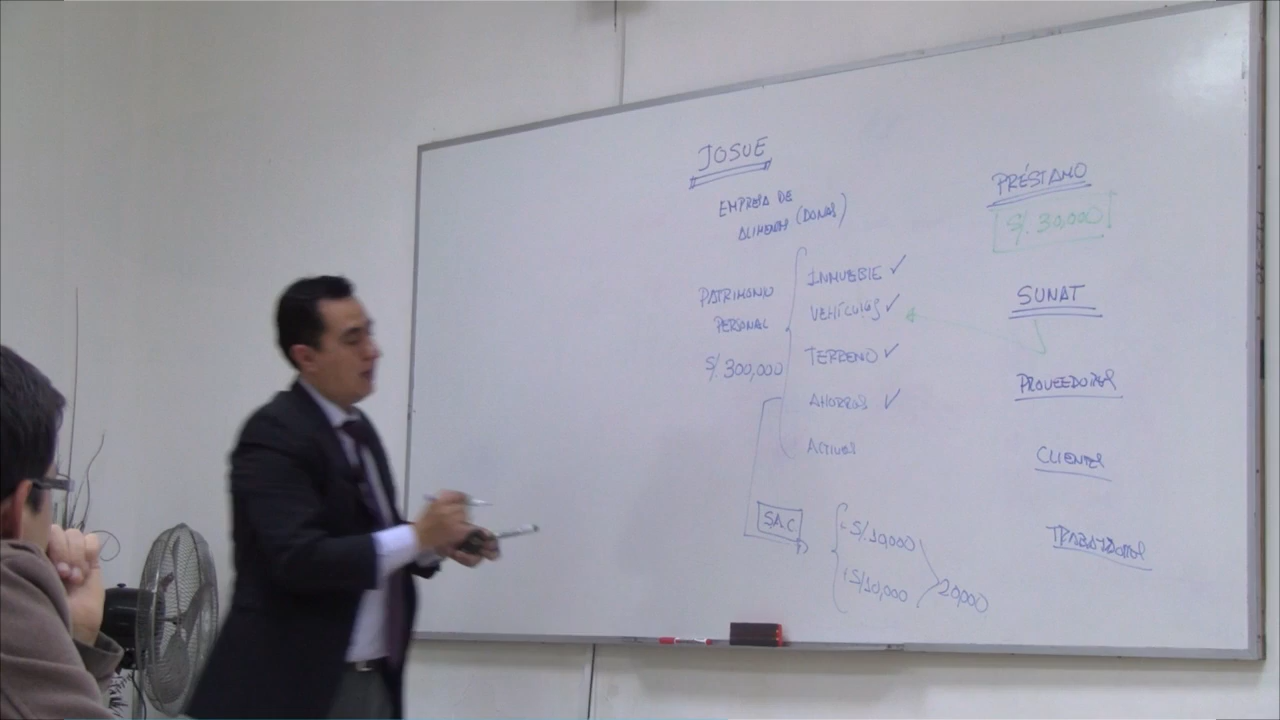 JOSUE
EMPRESA DE
ALIMENTOS (DONAS)
PATRIMONIO
PERSONAL
S/. 300,000
INMUEBLE ✓
VEHÍCULOS ✓
TERRENO ✓
AHORROS ✓
ACTIVOS
S.A.C.
S/. 10,000
S/. 10,000
20,000
PRÉSTAMO
S/. 30,000
SUNAT
PROVEEDORES
CLIENTES
TRABAJADORES